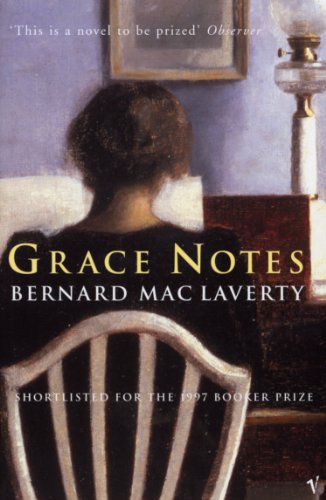 ‘This is a novel to be prized’ Observer
GRACE NOTES
BERNARD MAC LAVERTY
SHORTLISTED FOR THE 1997 BOOKER PRIZE
V